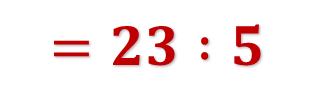 = 23 : 5